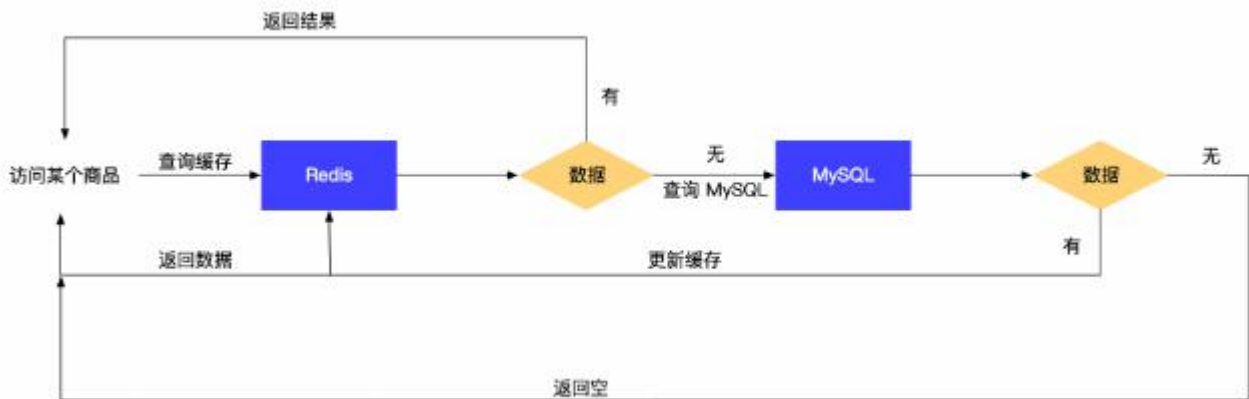 返回结果
有
访问某个商品
查询缓存
Redis
数据
无
查询 MySQL
MySQL
数据
无
返回数据
更新缓存
有
返回空